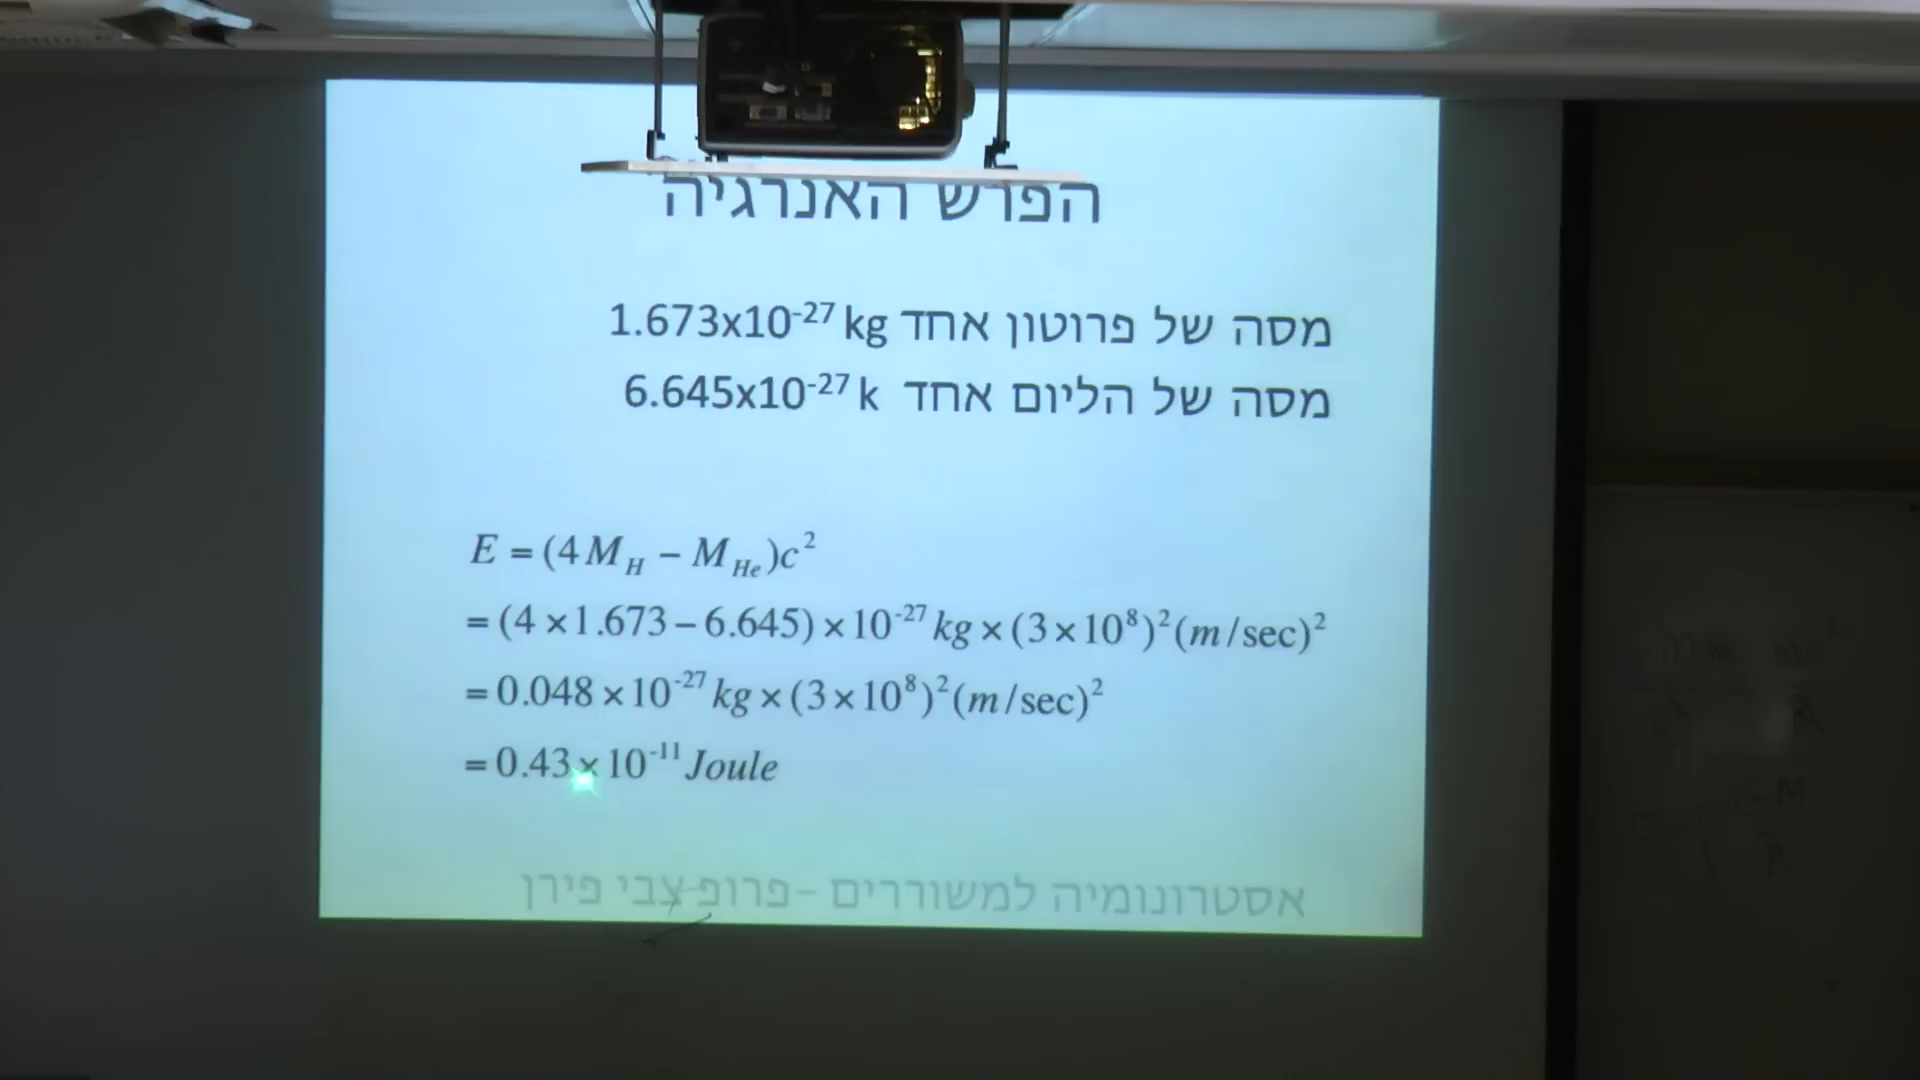 הפרש האנרגיה
מסה של פרוטון אחד 1.673x10⁻²⁷ kg
מסה של הליום אחד 6.645x10⁻²⁷ k
E = (4M_H − M_He)c²
= (4 × 1.673 − 6.645) × 10⁻²⁷ kg × (3 × 10⁸)² (m/sec)²
= 0.048 × 10⁻²⁷ kg × (3 × 10⁸)² (m/sec)²
= 0.43 × 10⁻¹¹ Joule
אסטרונומיה למשוררים – פרופ צבי פירן